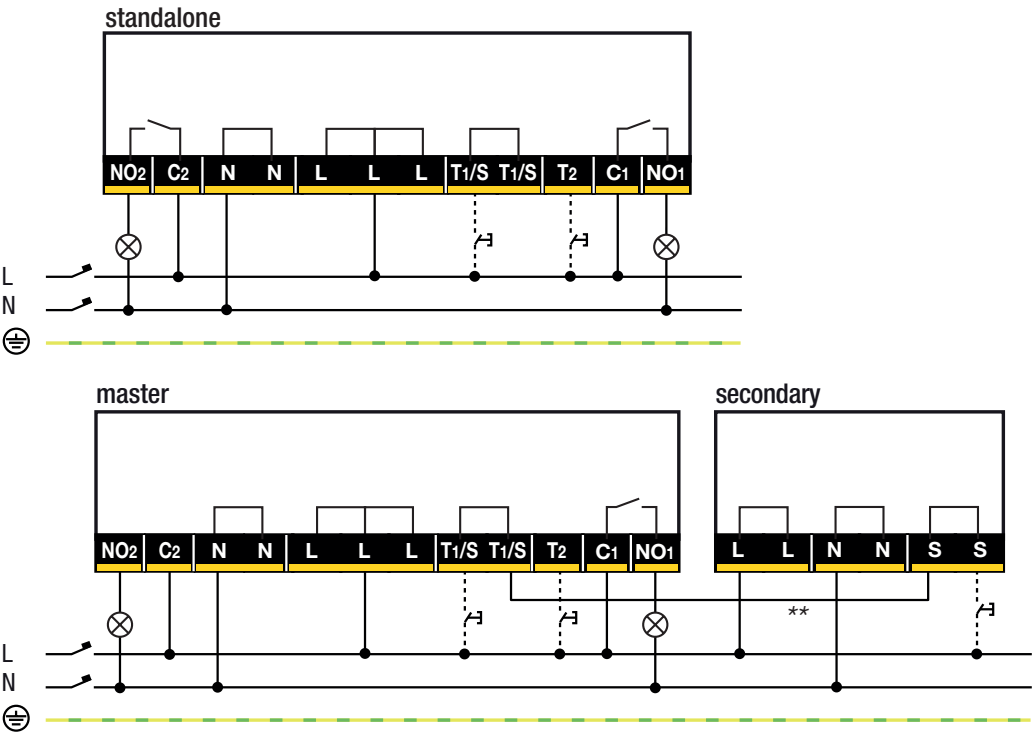 standalone
NO2 C2 N N L L L T1/S T1/S T2 C1 NO1
L
N
master secondary
NO2 C2 N N L L L T1/S T1/S T2 C1 NO1 L L N N S S
**
L
N